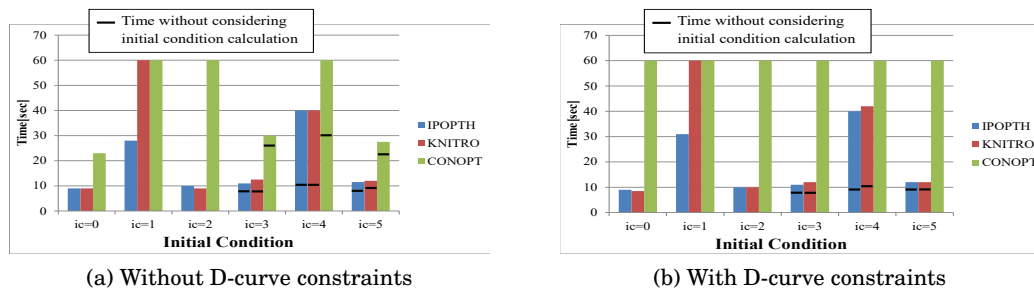 Time without considering
initial condition calculation
70
60
50
40
30
20
10
0
Time[sec]
ic=0 ic=1 ic=2 ic=3 ic=4 ic=5
Initial Condition
IPOPTH
KNITRO
CONOPT
(a) Without D-curve constraints
Time without considering
initial condition calculation
70
60
50
40
30
20
10
0
Time[sec]
ic=0 ic=1 ic=2 ic=3 ic=4 ic=5
Initial Condition
IPOPTH
KNITRO
CONOPT
(b) With D-curve constraints